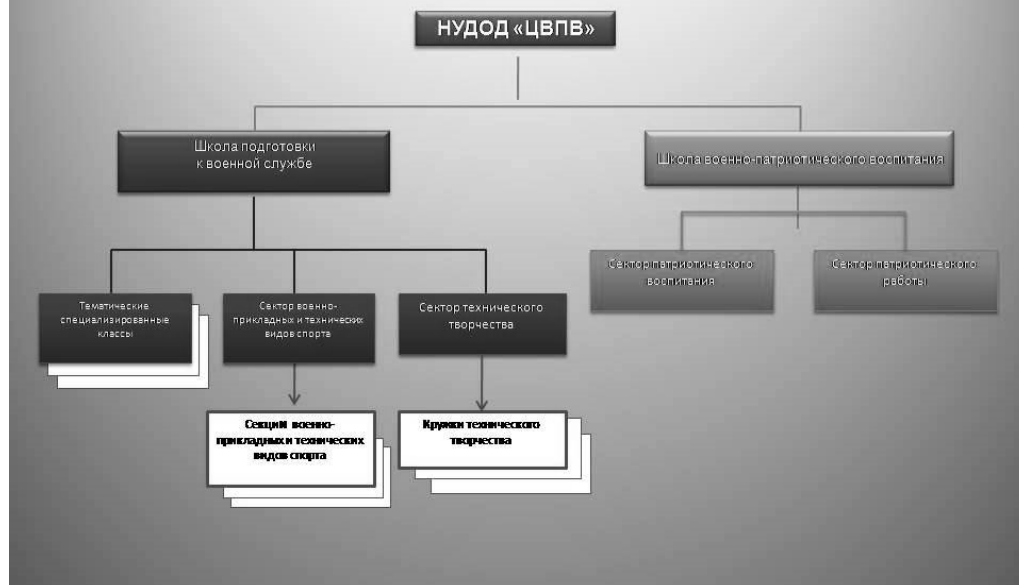 НУДОД «ЦВПВ»
Школа подготовки
к военной службе
Школа военно-патриотического воспитания
Сектор патриотического
воспитания
Сектор патриотического
работы
Тематические
специализированные
классы
Сектор военно-
прикладных и технических
видов спорта
Сектор технического
творчества
Секции военно-
прикладных и технических
видов спорта
Кружки технического
творчества